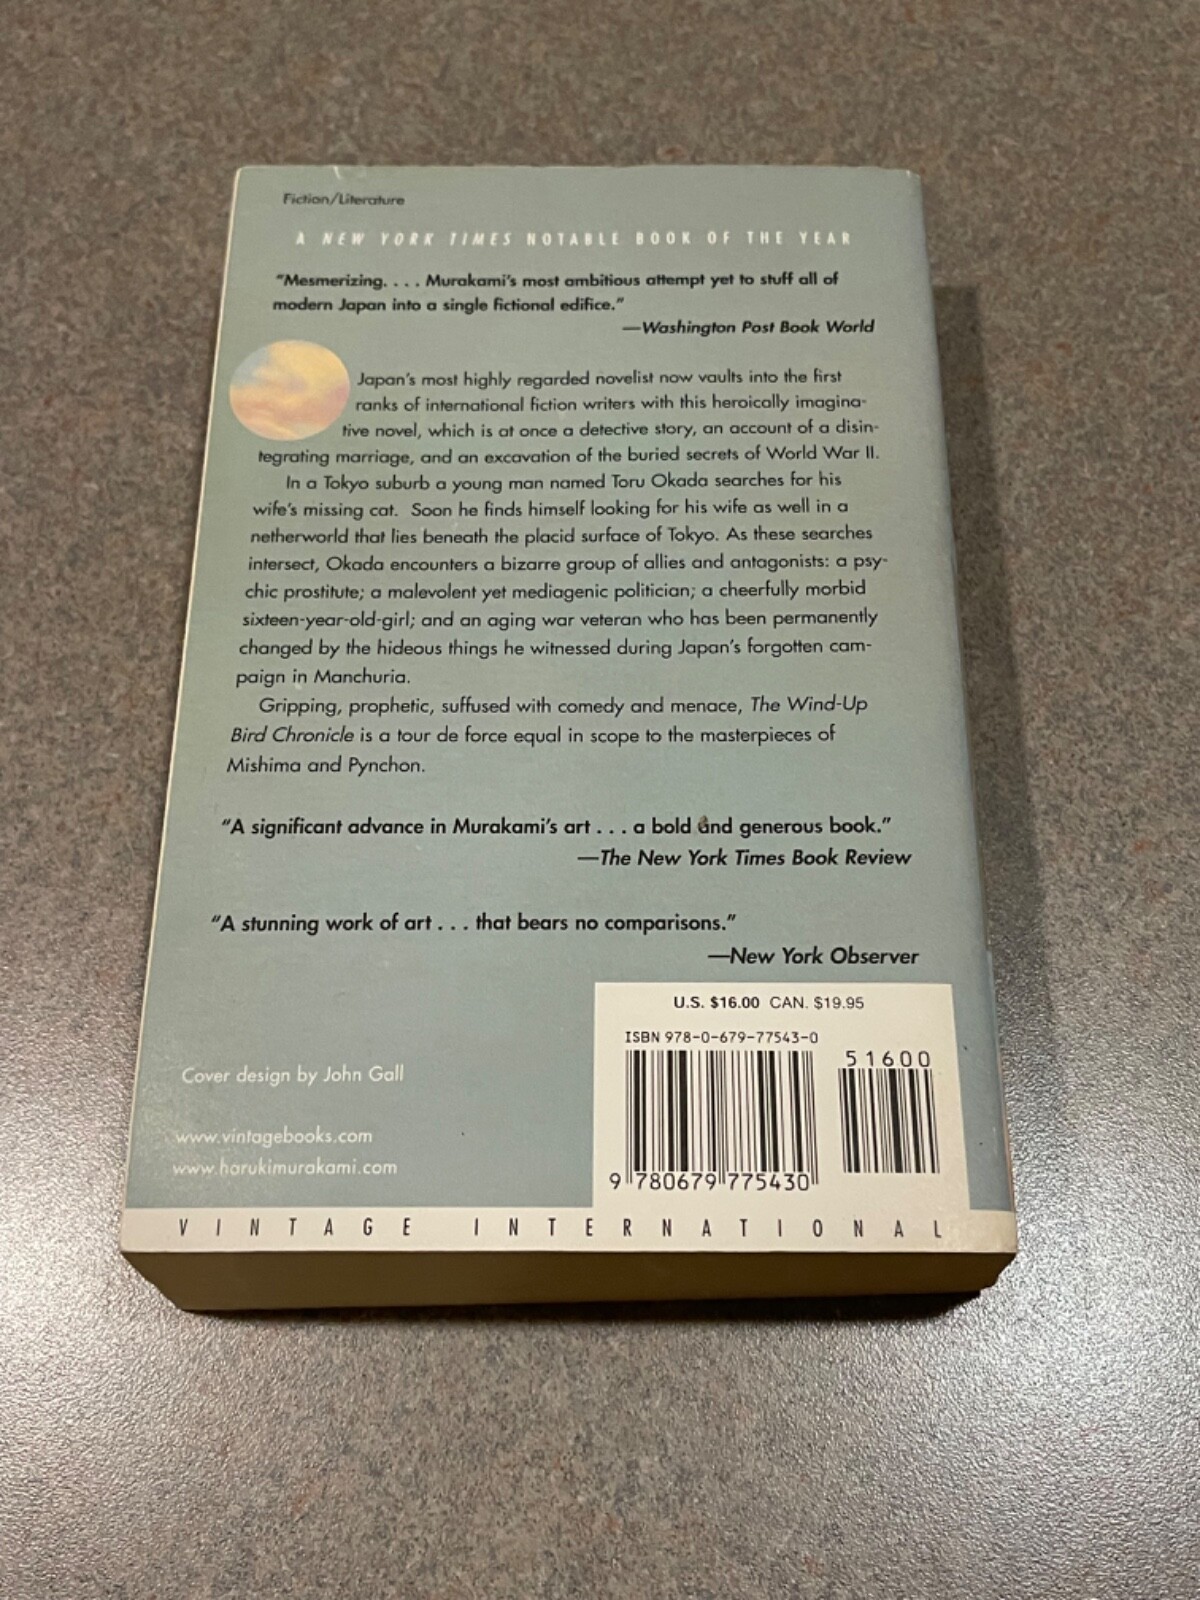 Fiction/Literature
A NEW YORK TIMES NOTABLE BOOK OF THE YEAR
"Mesmerizing. . . . Murakami's most ambitious attempt yet to stuff all of
modern Japan into a single fictional edifice."
—Washington Post Book World
Japan's most highly regarded novelist now vaults into the first
ranks of international fiction writers with this heroically imagina-
tive novel, which is at once a detective story, an account of a disin-
tegrating marriage, and an excavation of the buried secrets of World War II.
In a Tokyo suburb a young man named Toru Okada searches for his
wife's missing cat. Soon he finds himself looking for his wife as well in a
netherworld that lies beneath the placid surface of Tokyo. As these searches
intersect, Okada encounters a bizarre group of allies and antagonists: a psy-
chic prostitute; a malevolent yet mediagenic politician; a cheerfully morbid
sixteen-year-old-girl; and an aging war veteran who has been permanently
changed by the hideous things he witnessed during Japan's forgotten cam-
paign in Manchuria.
Gripping, prophetic, suffused with comedy and menace, The Wind-Up
Bird Chronicle is a tour de force equal in scope to the masterpieces of
Mishima and Pynchon.
"A significant advance in Murakami's art . . . a bold and generous book."
—The New York Times Book Review
"A stunning work of art . . . that bears no comparisons."
—New York Observer
U.S. $16.00 CAN. $19.95
ISBN 978-0-679-77543-0
51600
9 780679 775430
Cover design by John Gall
www.vintagebooks.com
www.harukimurakami.com
VINTAGE INTERNATIONAL